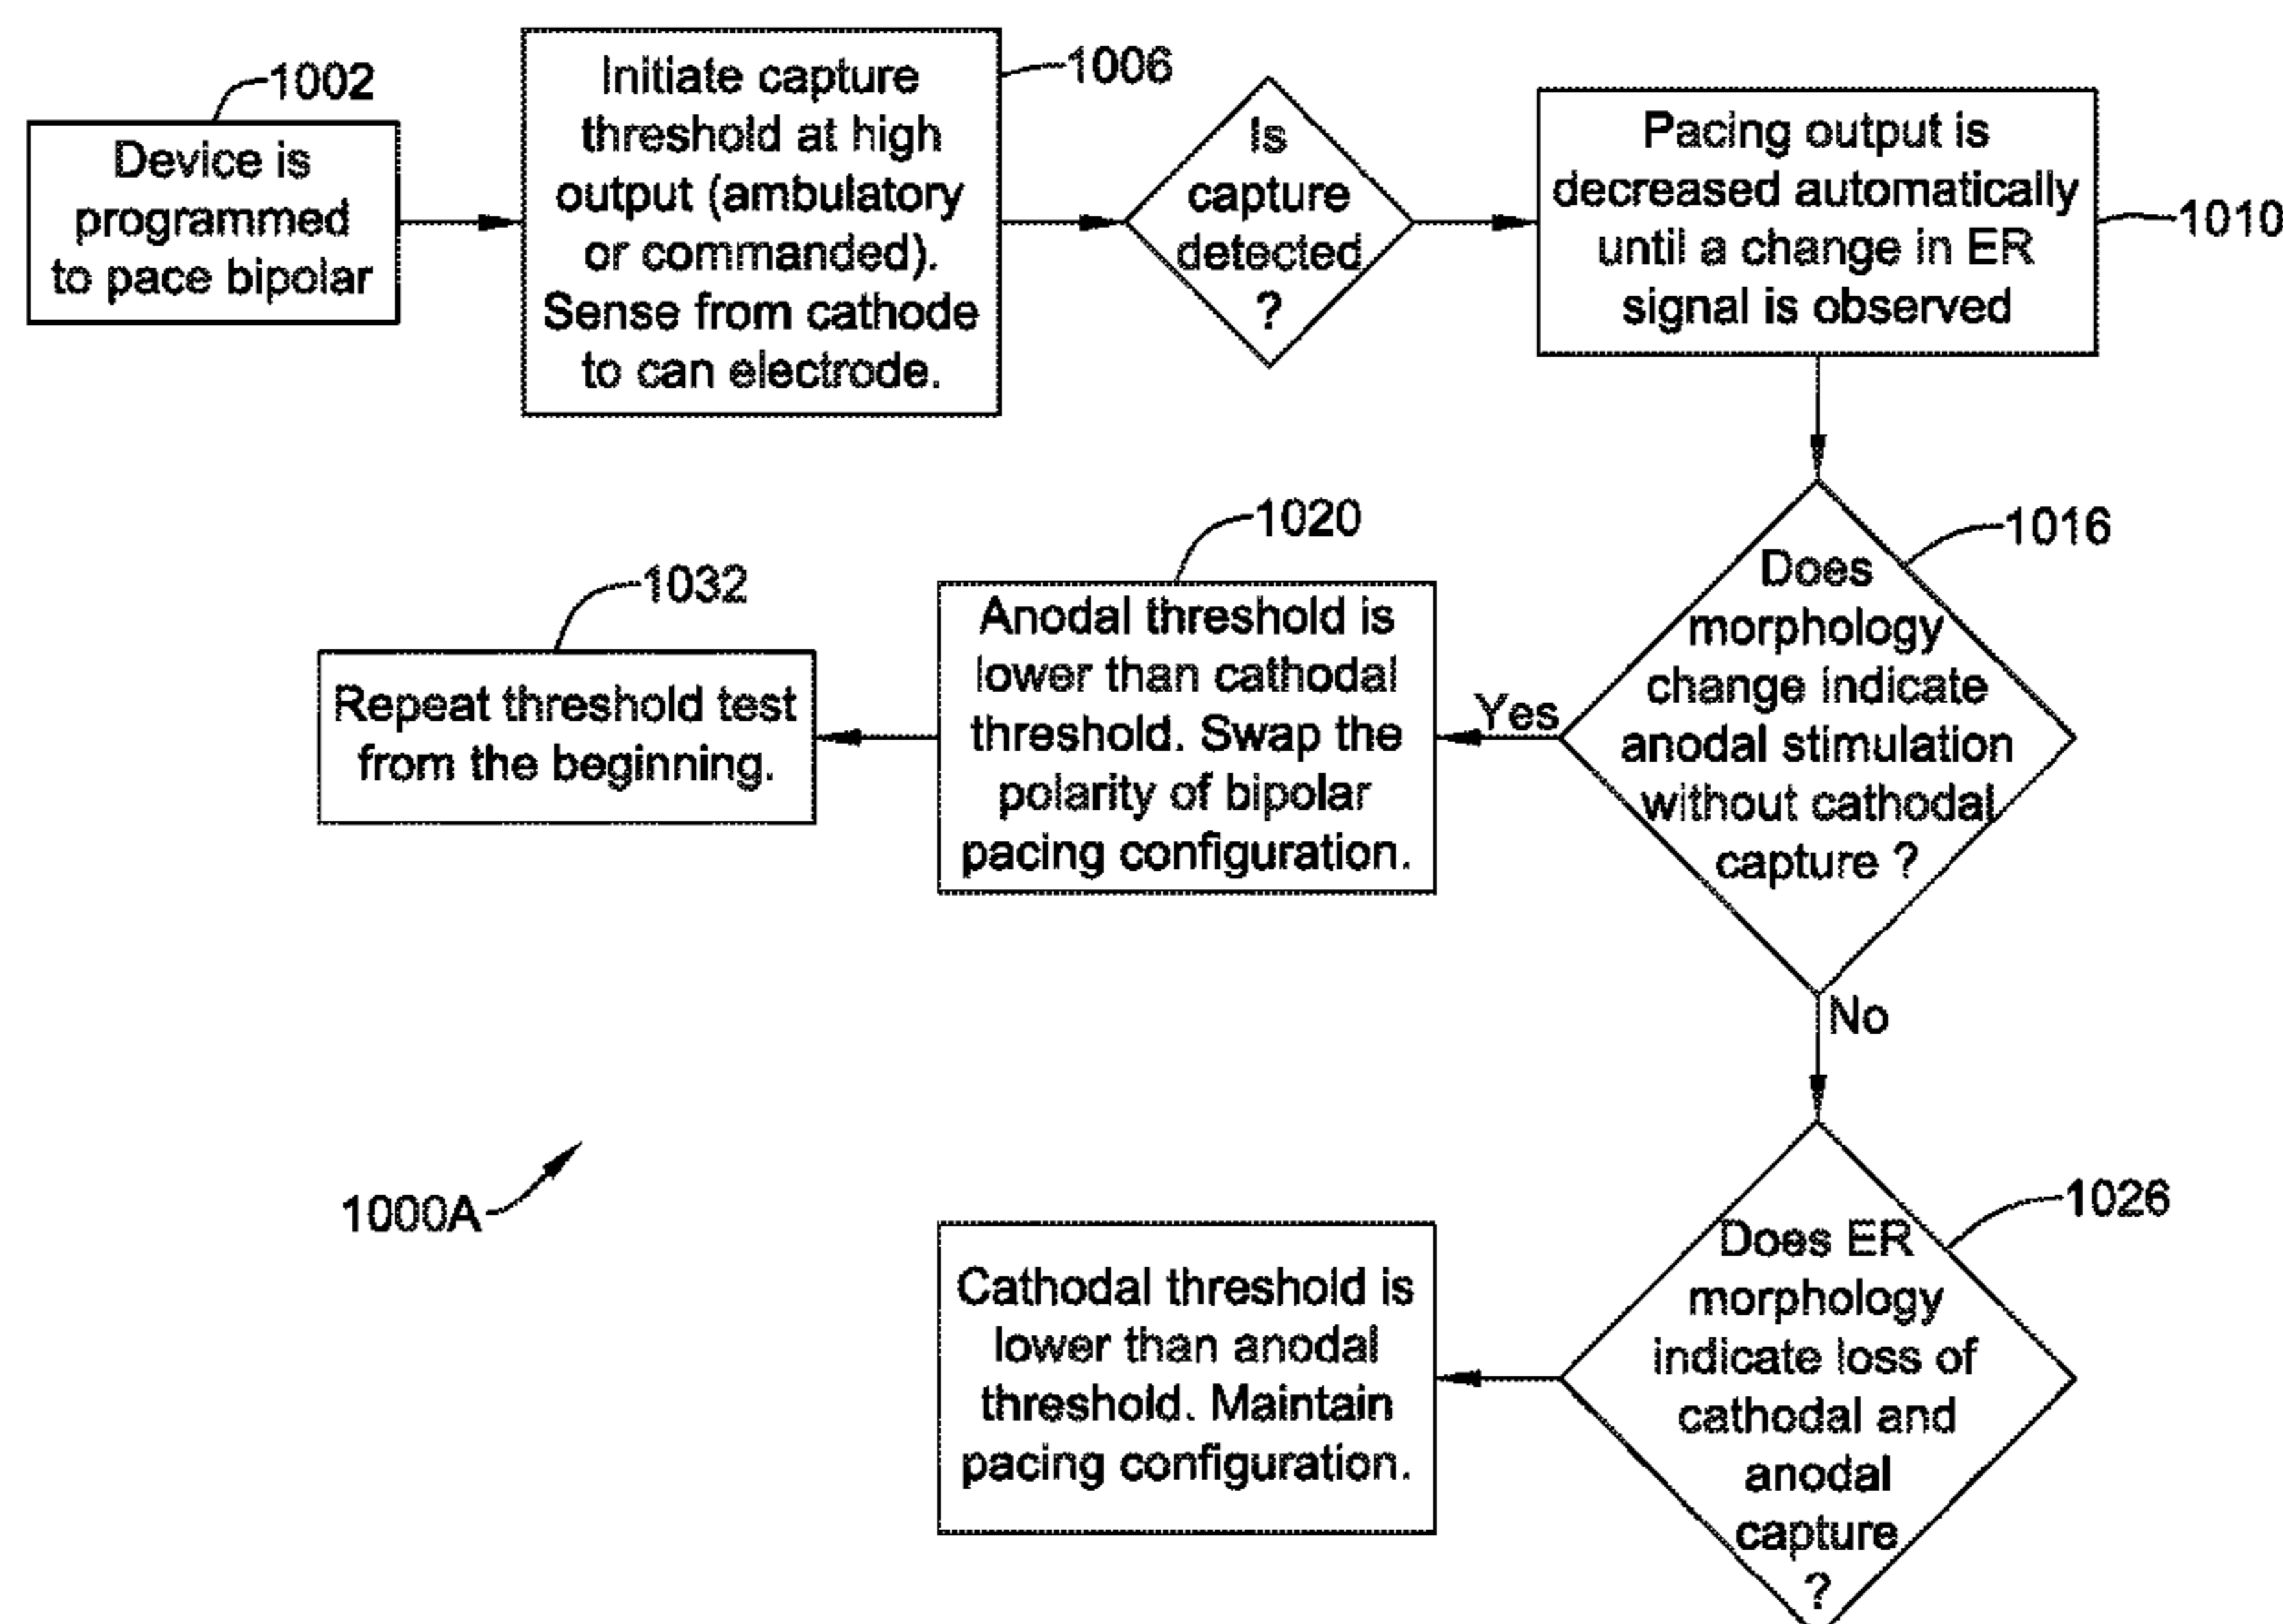 1002
Device is
programmed
to pace bipolar
1006
Initiate capture
threshold at high
output (ambulatory
or commanded).
Sense from cathode
to can electrode.
Is
capture
detected
?
Pacing output is
decreased automatically
until a change in ER
signal is observed
1010
1016
Does
morphology
change indicate
anodal stimulation
without cathodal
capture ?
Yes
1020
Anodal threshold is
lower than cathodal
threshold. Swap the
polarity of bipolar
pacing configuration.
1032
Repeat threshold test
from the beginning.
No
1026
Does ER
morphology
indicate loss of
cathodal and
anodal
capture
?
Cathodal threshold is
lower than anodal
threshold. Maintain
pacing configuration.
1000A